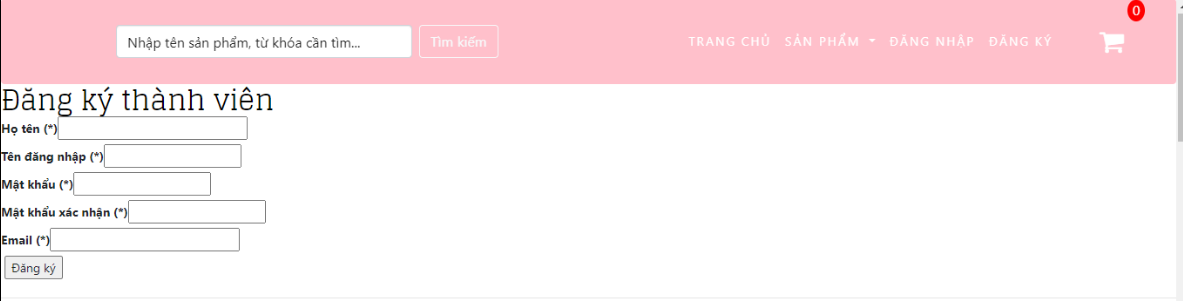 0
Nhập tên sản phẩm, từ khóa cần tìm... Tìm kiếm TRANG CHỦ SẢN PHẨM ĐĂNG NHẬP ĐĂNG KÝ
Đăng ký thành viên
Họ tên (*)
Tên đăng nhập (*)
Mật khẩu (*)
Mật khẩu xác nhận (*)
Email (*)
Đăng ký